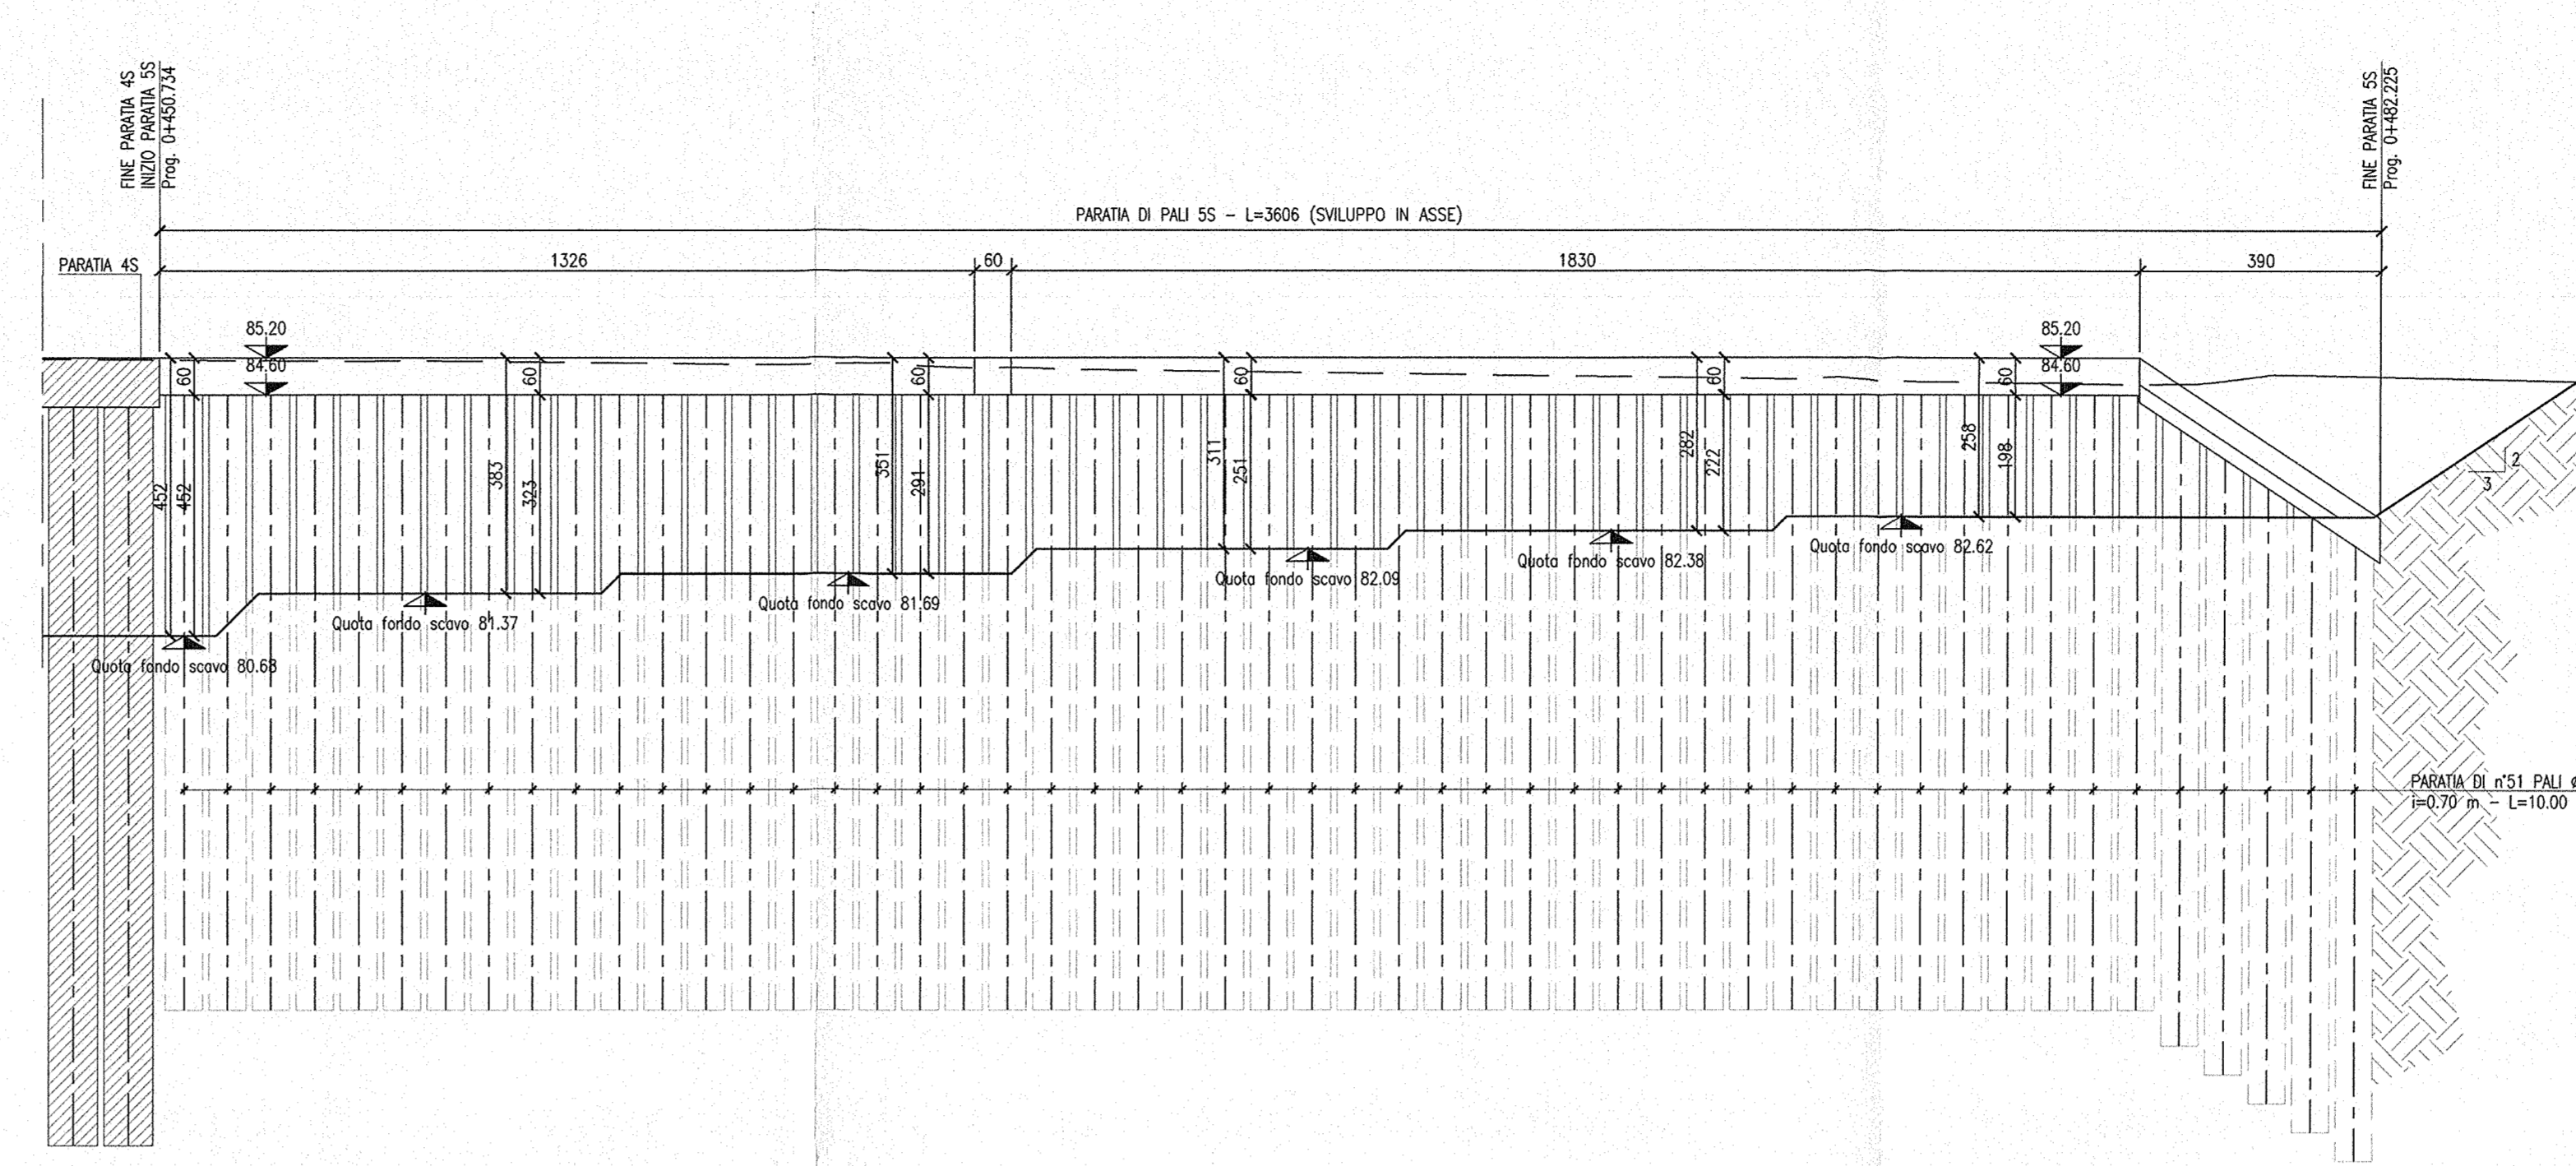 FINE PARATIA 4S
INIZIO PARATIA 5S
Prog. 0+450.734
FINE PARATIA 5S
Prog. 0+482.225
PARATIA DI PALI 5S - L=3606 (SVILUPPO IN ASSE)
PARATIA 4S
1326
60
1830
390
85.20
84.60
85.20
84.60
60
60
60
60
60
60
452
452
383
323
351
291
311
251
282
222
258
198
2
3
Quota fondo scavo 80.68
Quota fondo scavo 81.37
Quota fondo scavo 81.69
Quota fondo scavo 82.09
Quota fondo scavo 82.38
Quota fondo scavo 82.62
PARATIA DI n°51 PALI
i=0.70 m - L=10.00